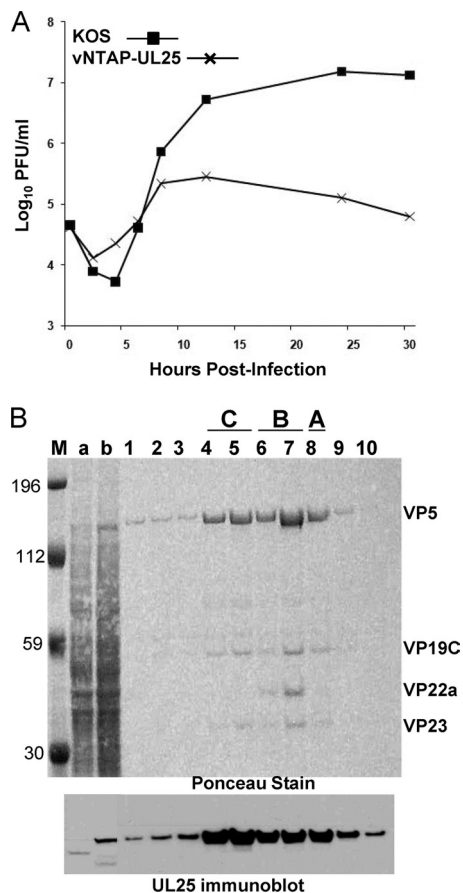 A
KOS
vNTAP-UL25
Log10 PFU/ml
8
7
6
5
4
3
0 5 10 15 20 25 30
Hours Post-Infection
B
C B A
M a b 1 2 3 4 5 6 7 8 9 10
196
112
59
30
VP5
VP19C
VP22a
VP23
Ponceau Stain
UL25 immunoblot